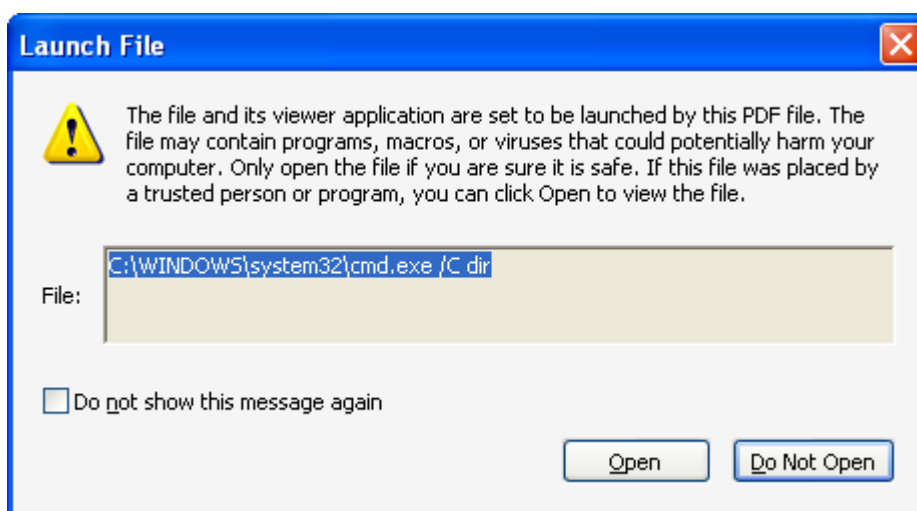 Launch File
The file and its viewer application are set to be launched by this PDF file. The
file may contain programs, macros, or viruses that could potentially harm your
computer. Only open the file if you are sure it is safe. If this file was placed by
a trusted person or program, you can click Open to view the file.
C:\WINDOWS\system32\cmd.exe /C dir
File:
Do not show this message again
Open
Do Not Open